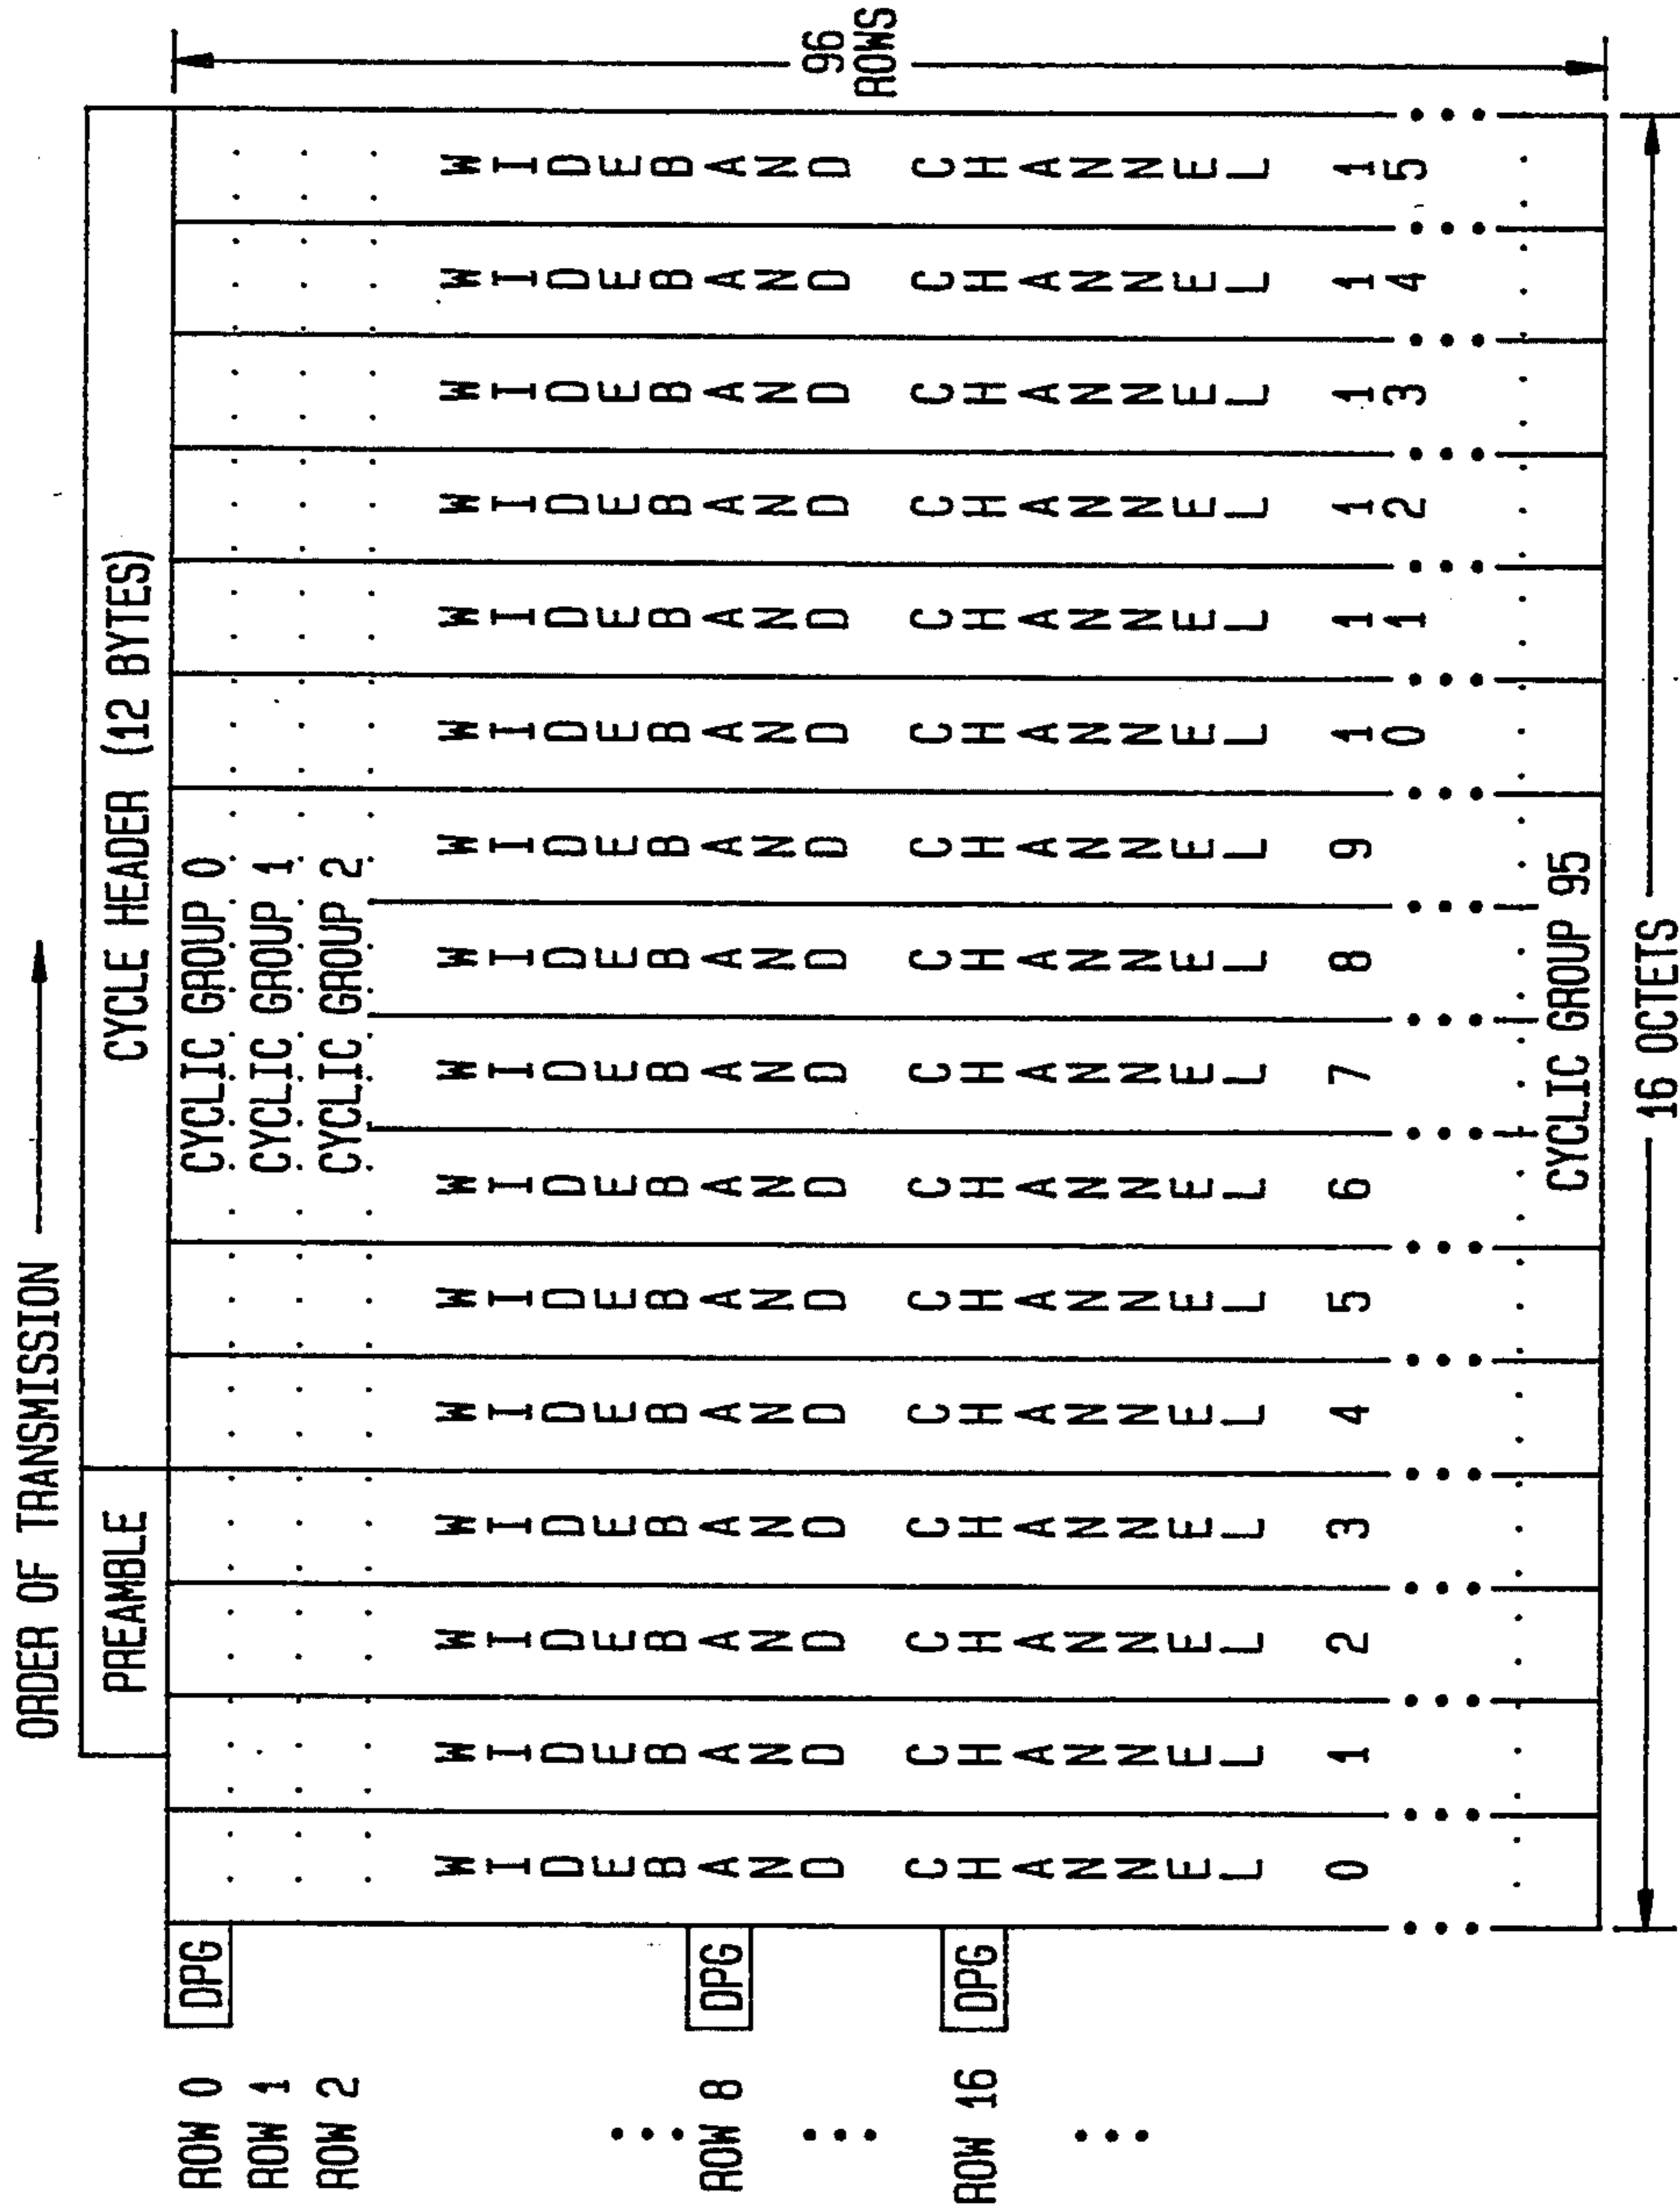 ORDER OF TRANSMISSION
PREAMBLE
CYCLE HEADER (12 BYTES)
ROW 0
DPG
CYCLIC GROUP 0
ROW 1
CYCLIC GROUP 1
ROW 2
CYCLIC GROUP 2
WIDEBAND CHANNEL 0
WIDEBAND CHANNEL 1
WIDEBAND CHANNEL 2
WIDEBAND CHANNEL 3
WIDEBAND CHANNEL 4
WIDEBAND CHANNEL 5
WIDEBAND CHANNEL 6
WIDEBAND CHANNEL 7
WIDEBAND CHANNEL 8
WIDEBAND CHANNEL 9
WIDEBAND CHANNEL 10
WIDEBAND CHANNEL 11
WIDEBAND CHANNEL 12
WIDEBAND CHANNEL 13
WIDEBAND CHANNEL 14
WIDEBAND CHANNEL 15
ROW 8
DPG
ROW 16
DPG
96
ROWS
CYCLIC GROUP 95
16 OCTETS